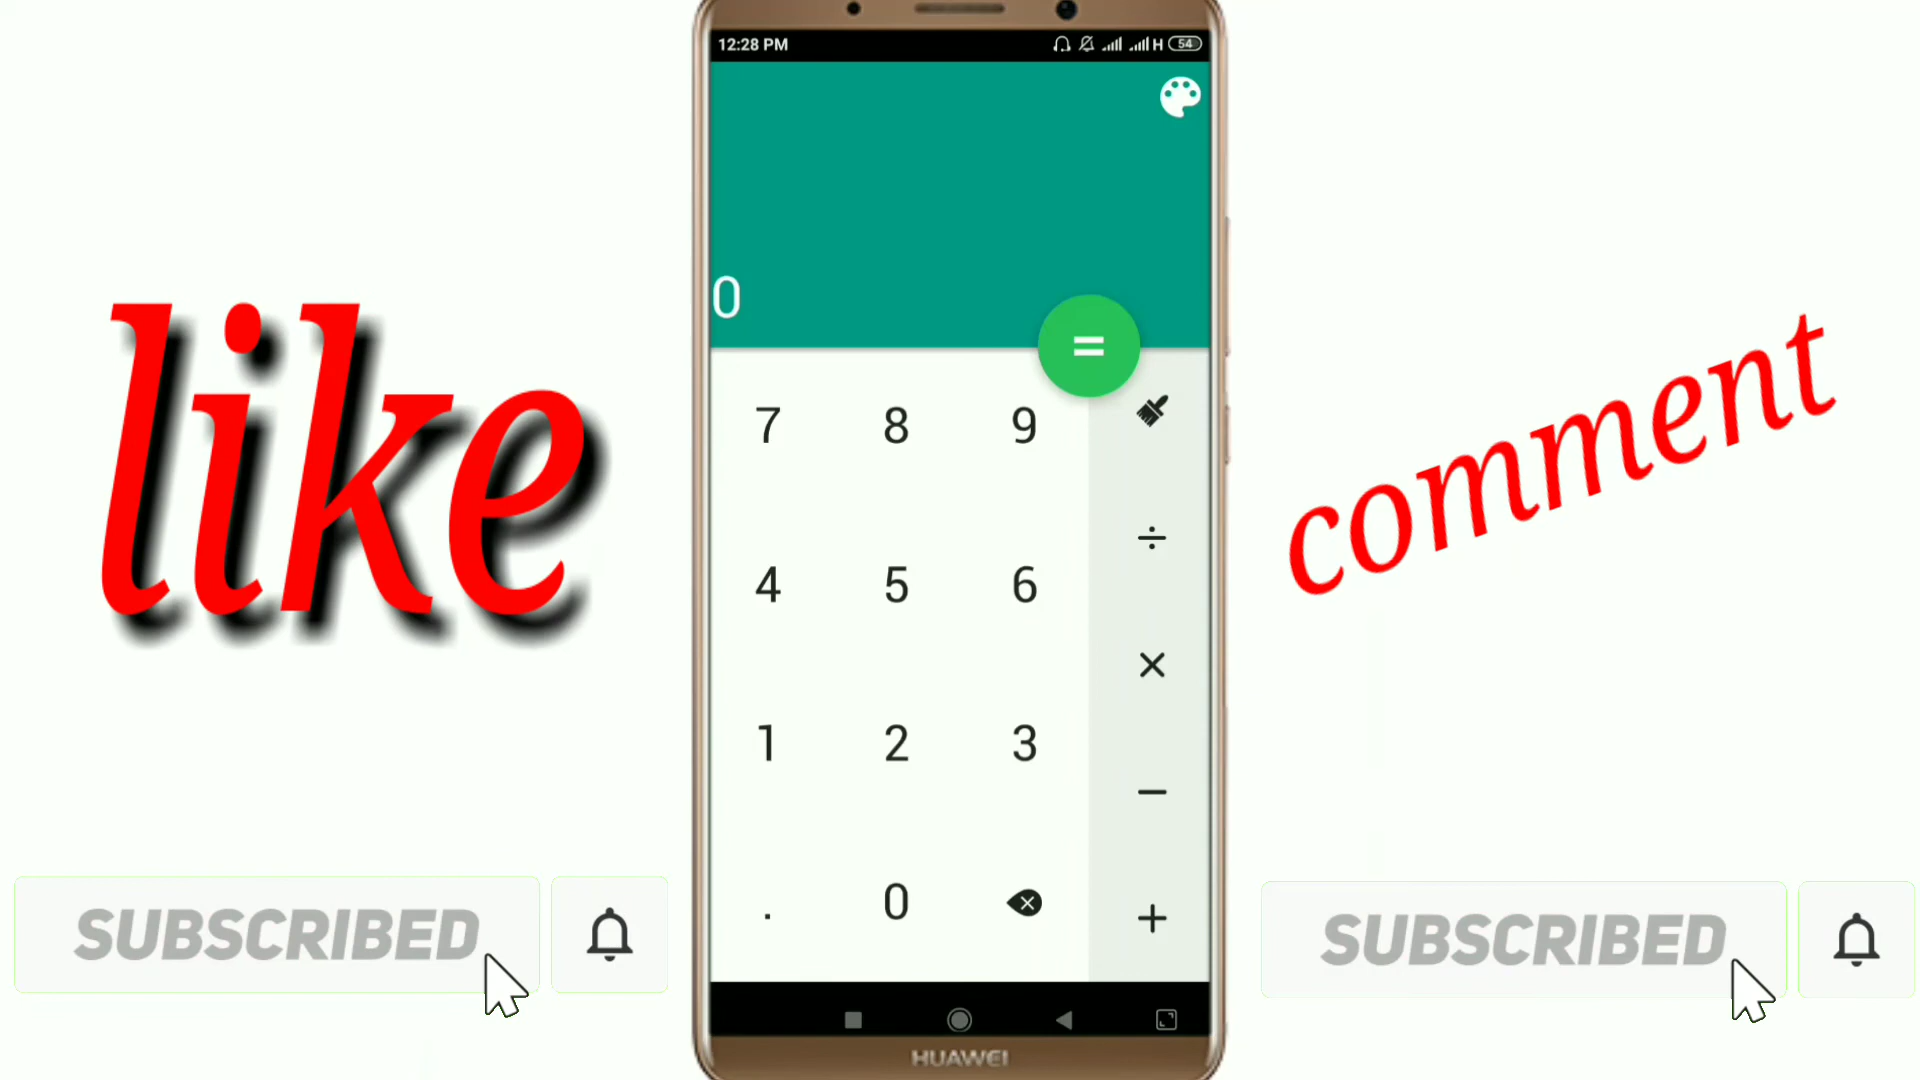 12:28 PM
H 54
0
=
7 8 9
÷
4 5 6
×
1 2 3
−
. 0
+
like
comment
SUBSCRIBED
SUBSCRIBED
HUAWEI